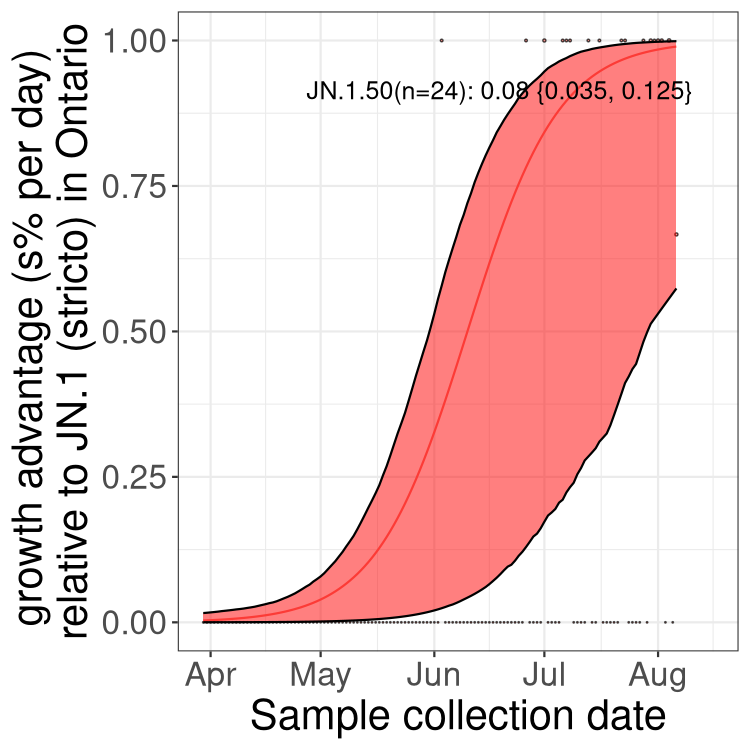 growth advantage (s% per day)
relative to JN.1 (stricto) in Ontario
1.00
0.75
0.50
0.25
0.00
JN.1.50(n=24): 0.08 {0.035, 0.125}
Apr May Jun Jul Aug
Sample collection date